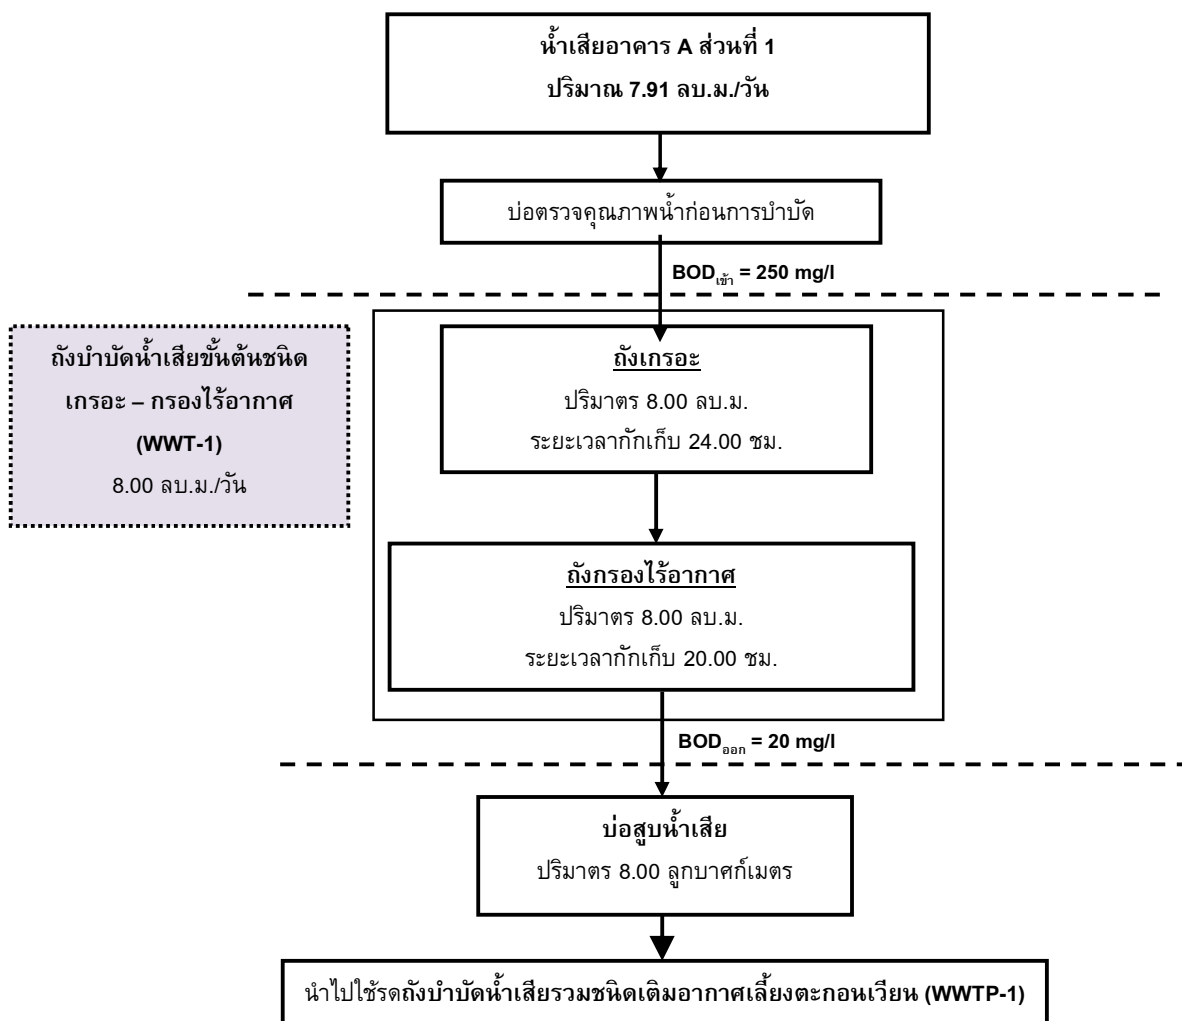 น้ำเสียอาคาร A ส่วนที่ 1
ปริมาณ 7.91 ลบ.ม./วัน
บ่อตรวจคุณภาพน้ำก่อนการบำบัด
BODเข้า = 250 mg/l
ถังบำบัดน้ำเสียขั้นต้นชนิด
เกรอะ – กรองไร้อากาศ
(WWT-1)
8.00 ลบ.ม./วัน
ถังเกรอะ
ปริมาตร 8.00 ลบ.ม.
ระยะเวลากักเก็บ 24.00 ชม.
ถังกรองไร้อากาศ
ปริมาตร 8.00 ลบ.ม.
ระยะเวลากักเก็บ 20.00 ชม.
BODออก = 20 mg/l
บ่อสูบน้ำเสีย
ปริมาตร 8.00 ลูกบาศก์เมตร
นำไปใช้รดถังบำบัดน้ำเสียรวมชนิดเติมอากาศเลี้ยงตะกอนเวียน (WWTP-1)